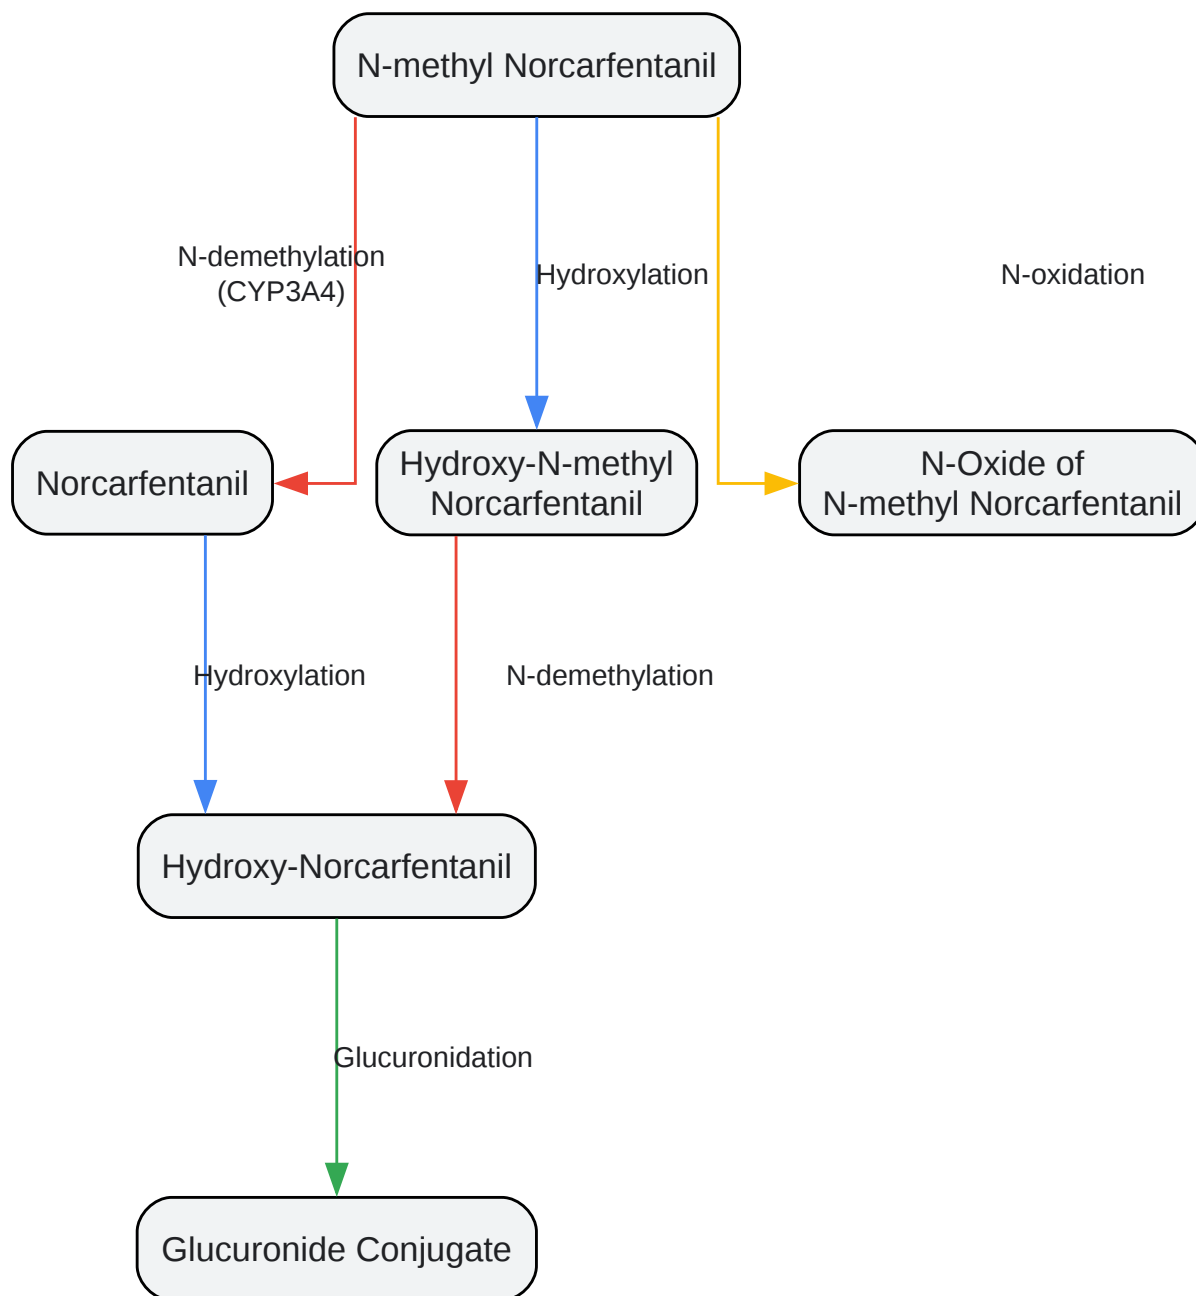 N-methyl Norcarfentanil
N-demethylation
(CYP3A4)
Hydroxylation
N-oxidation
Norcarfentanil
Hydroxy-N-methyl
Norcarfentanil
N-Oxide of
N-methyl Norcarfentanil
Hydroxylation
N-demethylation
Hydroxy-Norcarfentanil
Glucuronidation
Glucuronide Conjugate